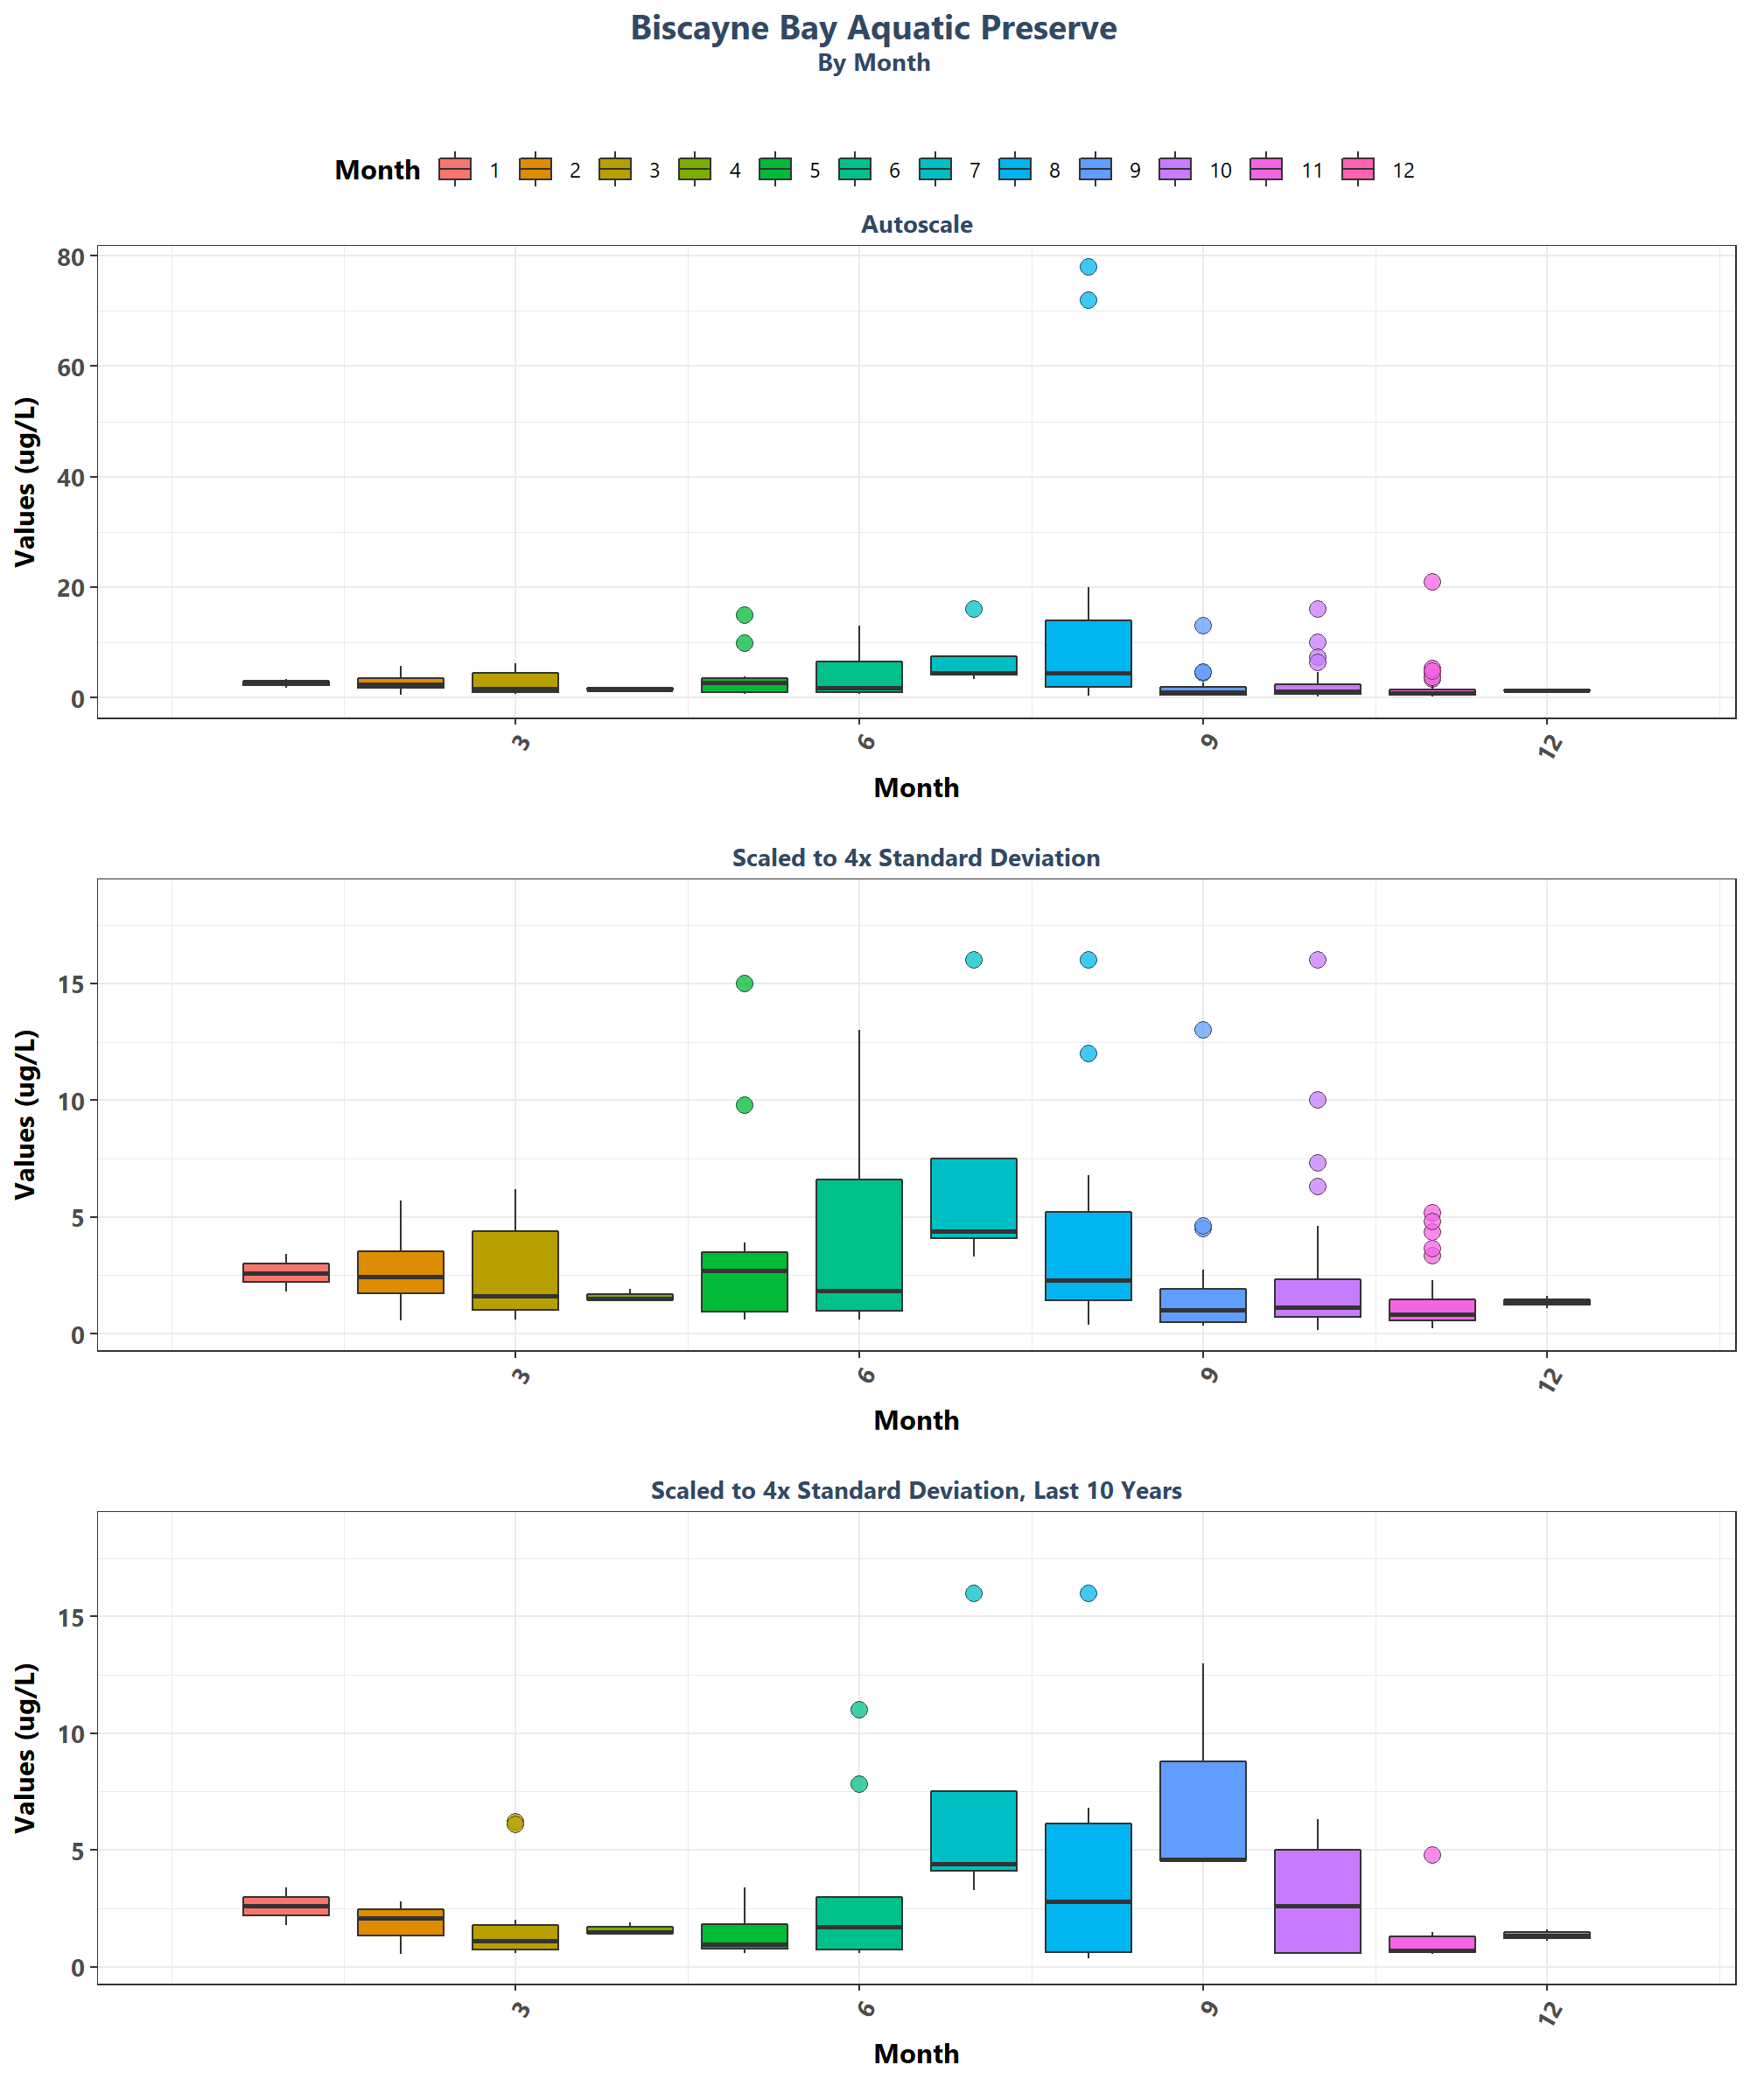 Biscayne Bay Aquatic Preserve
By Month
Month 1 2 3 4 5 6 7 8 9 10 11 12
Autoscale
Values (ug/L)
80
60
40
20
0
3 6 9 12
Month
Scaled to 4x Standard Deviation
Values (ug/L)
15
10
5
0
3 6 9 12
Month
Scaled to 4x Standard Deviation, Last 10 Years
Values (ug/L)
15
10
5
0
3 6 9 12
Month